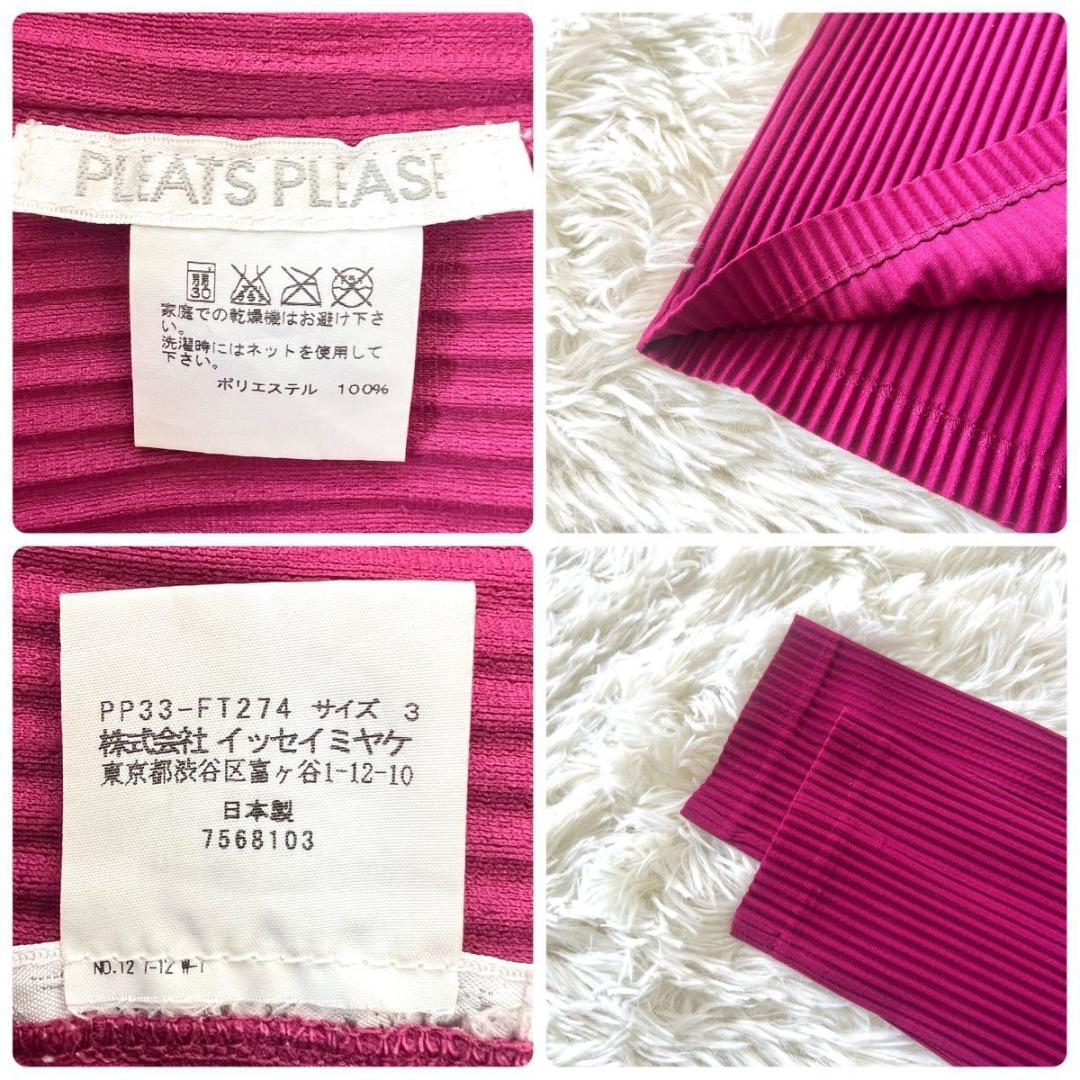 PLEATS PLEASE
30
家庭での乾燥機はお避け下さ
い。
洗濯時にはネットを使用して
下さい。
ポリエステル 100%
PP33-FT274 サイズ 3
株式会社 イッセイミヤケ
東京都渋谷区富ヶ谷1-12-10
日本製
7568103
NO.12